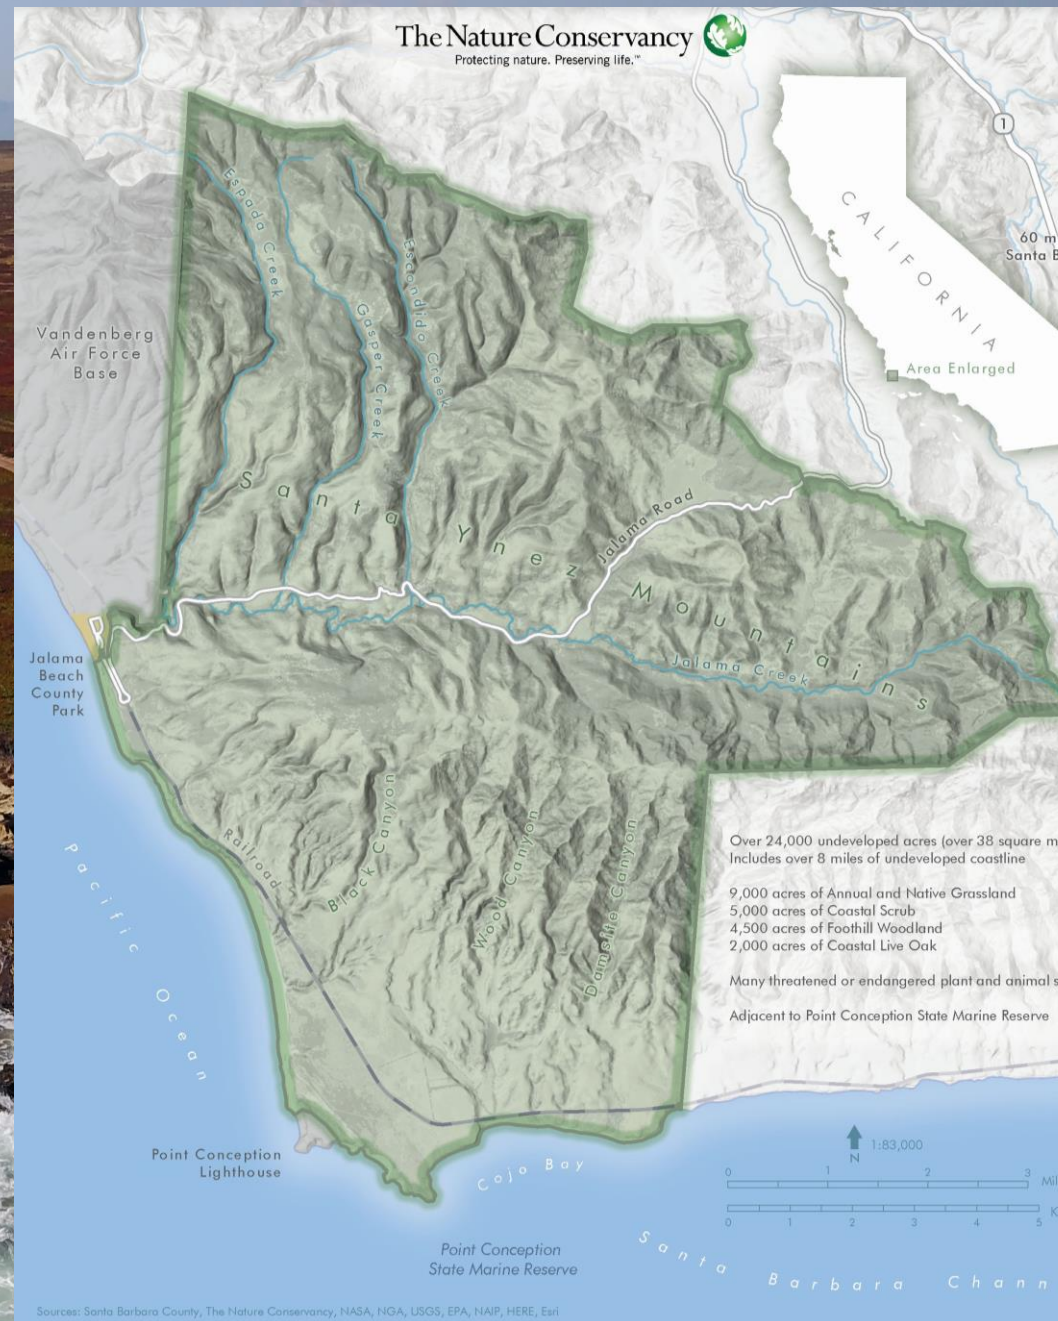 The Nature Conservancy
Protecting nature. Preserving life.™
1
CALIFORNIA
60 m
Santa B
Area Enlarged
Espada Creek
Gasper Creek
Escondido Creek
Vandenberg
Air Force
Base
Santa Ynez Mountains
Jalama Road
Jalama Creek
Jalama
Beach
County
Park
Railroad
Black Canyon
Wood Canyon
Damsite Canyon
Pacific Ocean
Over 24,000 undeveloped acres (over 38 square m
Includes over 8 miles of undeveloped coastline
9,000 acres of Annual and Native Grassland
5,000 acres of Coastal Scrub
4,500 acres of Foothill Woodland
2,000 acres of Coastal Live Oak
Many threatened or endangered plant and animal s
Adjacent to Point Conception State Marine Reserve
Point Conception
Lighthouse
Cojo Bay
N
1:83,000
0 1 2 3 Mil
0 1 2 3 4 5 K
Point Conception
State Marine Reserve
Santa Barbara Chann
Sources: Santa Barbara County, The Nature Conservancy, NASA, NGA, USGS, EPA, NAIP, HERE, Esri